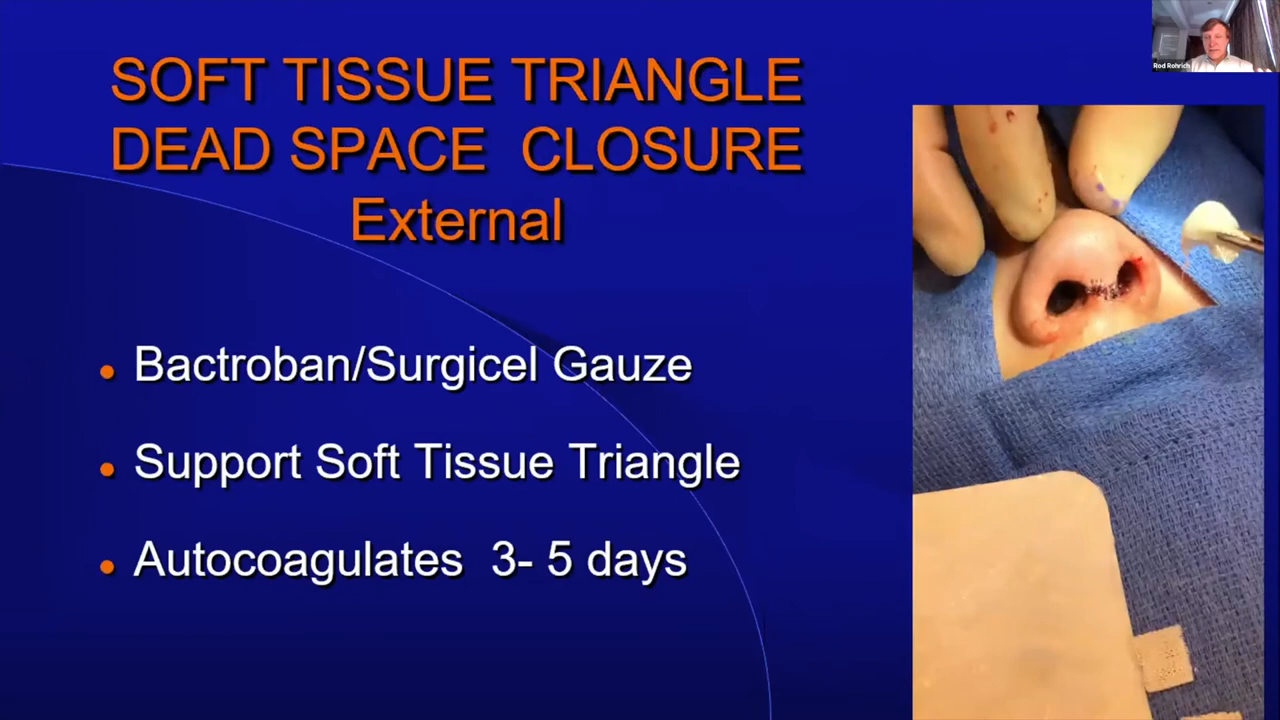 SOFT TISSUE TRIANGLE
DEAD SPACE CLOSURE
External
• Bactroban/Surgicel Gauze
• Support Soft Tissue Triangle
• Autocoagulates 3- 5 days
Rod Rohrich